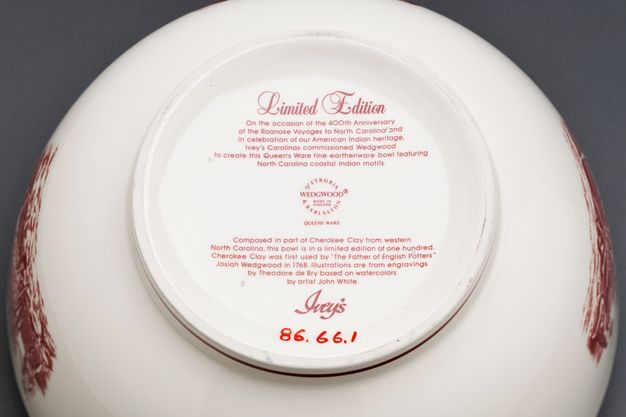 Limited Edition
On the occasion of the 400th Anniversary
of the Roanoke Voyages to North Carolina and
in celebration of our American Indian heritage,
Ivey's Carolinas commissioned Wedgwood
to create this Queen's Ware fine earthenware bowl featuring
North Carolina coastal Indian motifs.
OF ETRURIA
WEDGWOOD®
MADE IN
ENGLAND
& BARLASTON
QUEENS WARE
Composed in part of Cherokee Clay from western
North Carolina, this bowl is in a limited edition of one hundred.
Cherokee Clay was first used by "The Father of English Potters"
Josiah Wedgwood in 1768. Illustrations are from engravings
by Theodore de Bry based on watercolors
by artist John White.
Ivey's
86.66.1